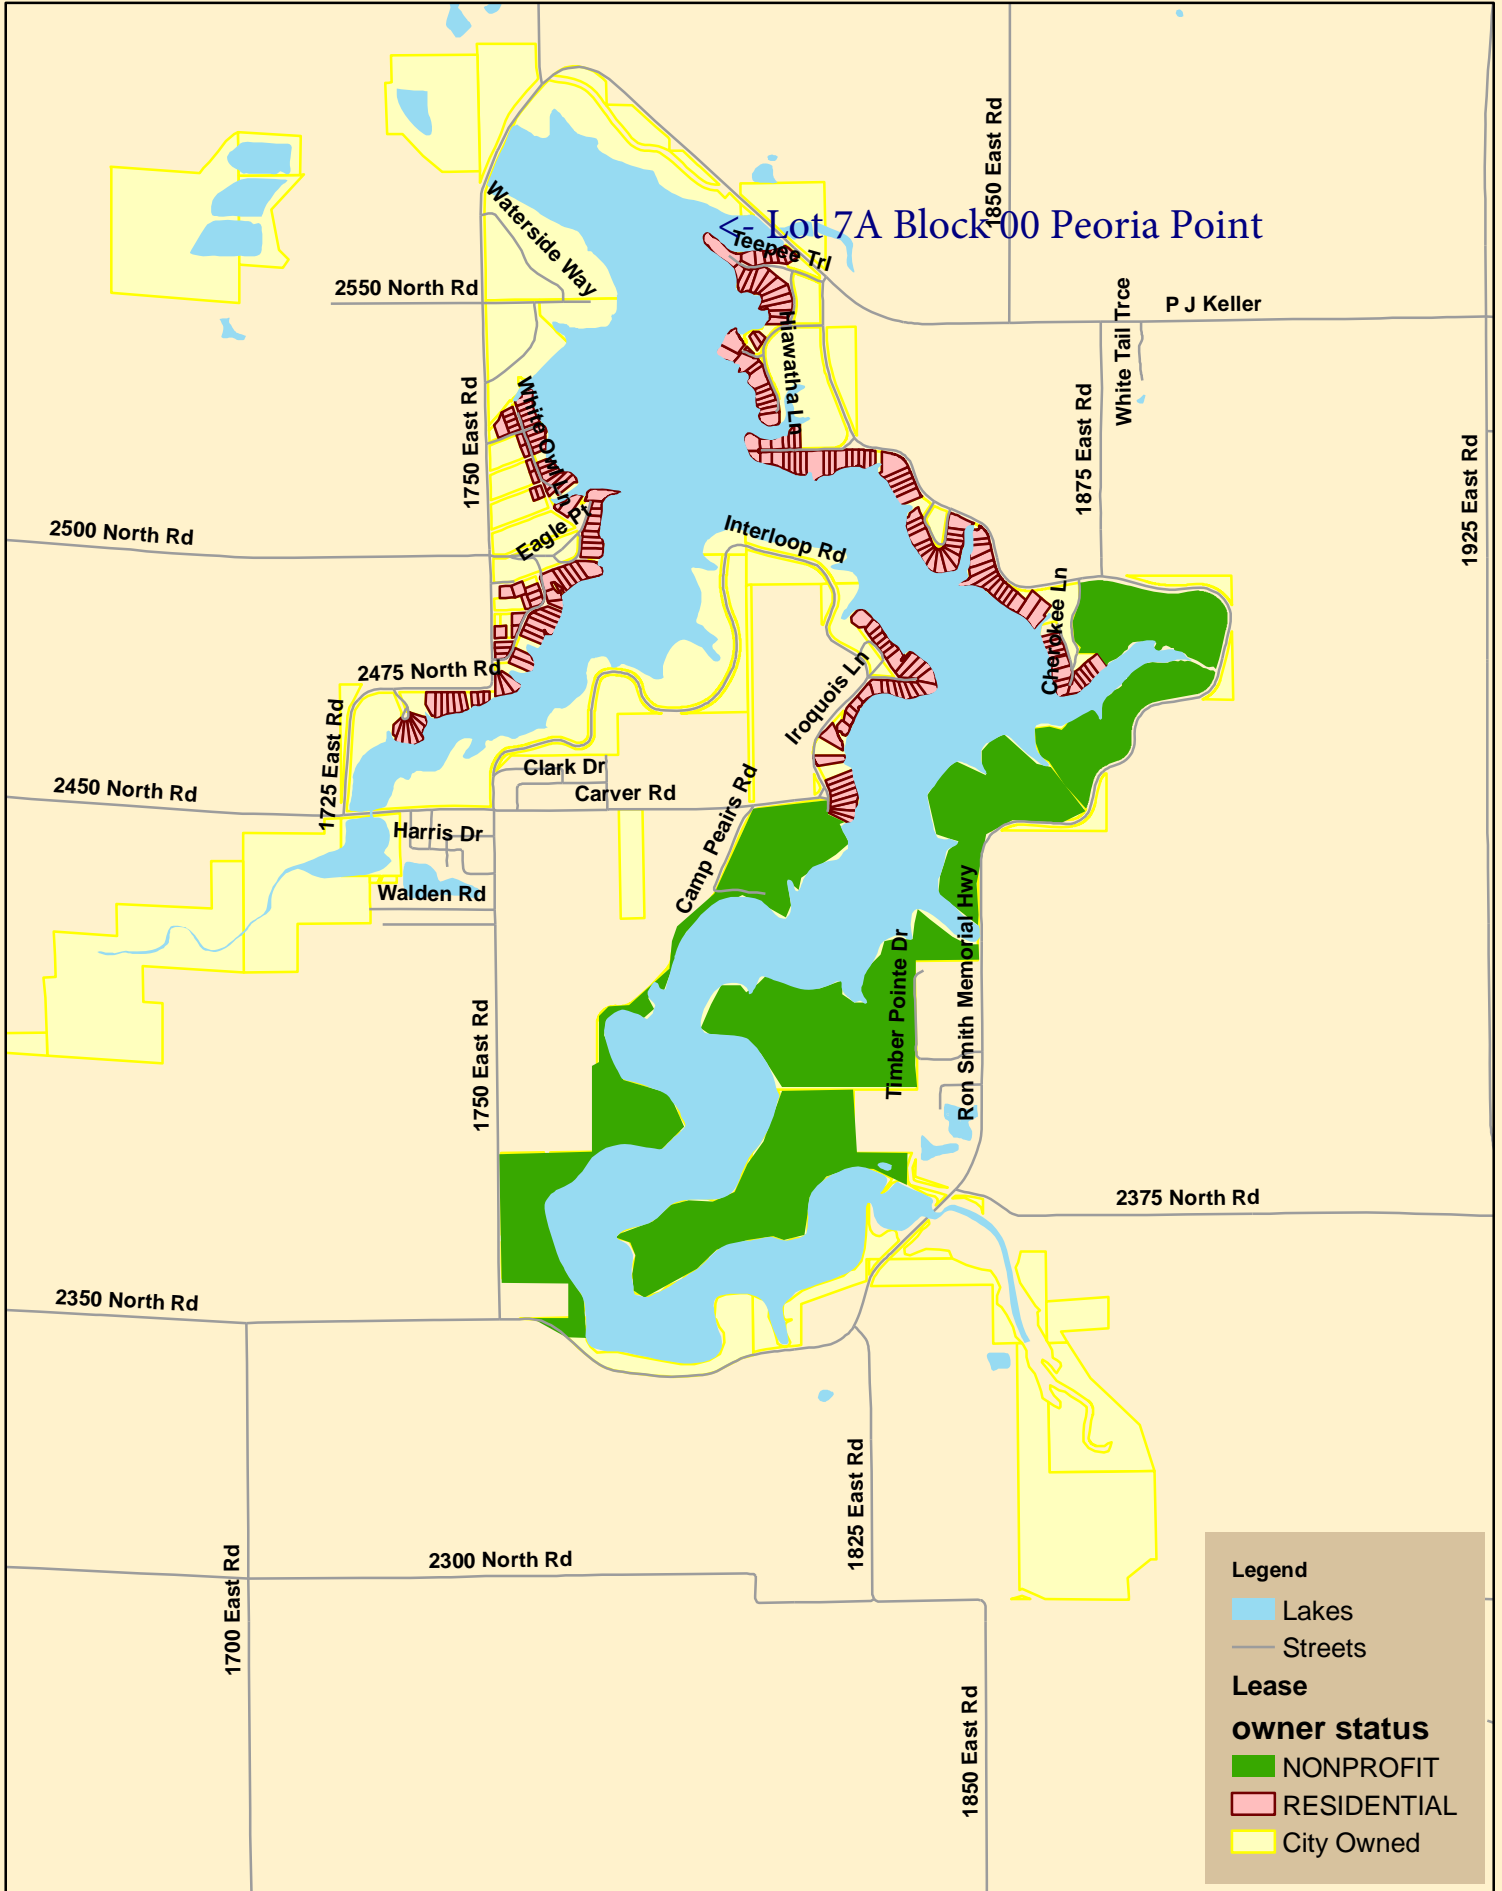 1850 East Rd
Waterside Way
<- Lot 7A Block 00 Peoria Point
Teepee Trl
2550 North Rd
P J Keller
White Tail Trce
Hiawatha Ln
1750 East Rd
White Owl Ln
1875 East Rd
1925 East Rd
2500 North Rd
Eagle Pt
Interloop Rd
Cherokee Ln
2475 North Rd
Iroquois Ln
1725 East Rd
Clark Dr
2450 North Rd
Carver Rd
Camp Peairs Rd
Harris Dr
Walden Rd
Timber Pointe Dr
Ron Smith Memorial Hwy
1750 East Rd
2375 North Rd
2350 North Rd
1825 East Rd
2300 North Rd
1700 East Rd
1850 East Rd
Legend
Lakes
Streets
Lease
owner status
NONPROFIT
RESIDENTIAL
City Owned